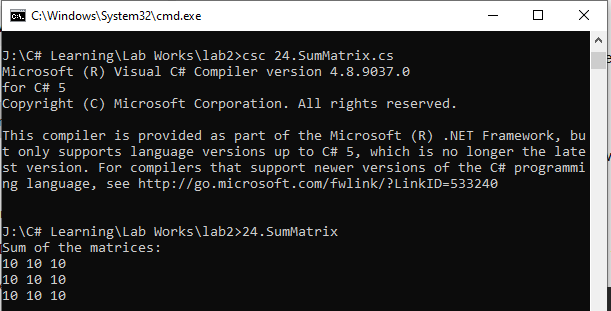 C:\Windows\System32\cmd.exe
J:\C# Learning\Lab Works\lab2>csc 24.SumMatrix.cs
Microsoft (R) Visual C# Compiler version 4.8.9037.0
for C# 5
Copyright (C) Microsoft Corporation. All rights reserved.
This compiler is provided as part of the Microsoft (R) .NET Framework, bu
t only supports language versions up to C# 5, which is no longer the late
st version. For compilers that support newer versions of the C# programmi
ng language, see http://go.microsoft.com/fwlink/?LinkID=533240
J:\C# Learning\Lab Works\lab2>24.SumMatrix
Sum of the matrices:
10 10 10
10 10 10
10 10 10